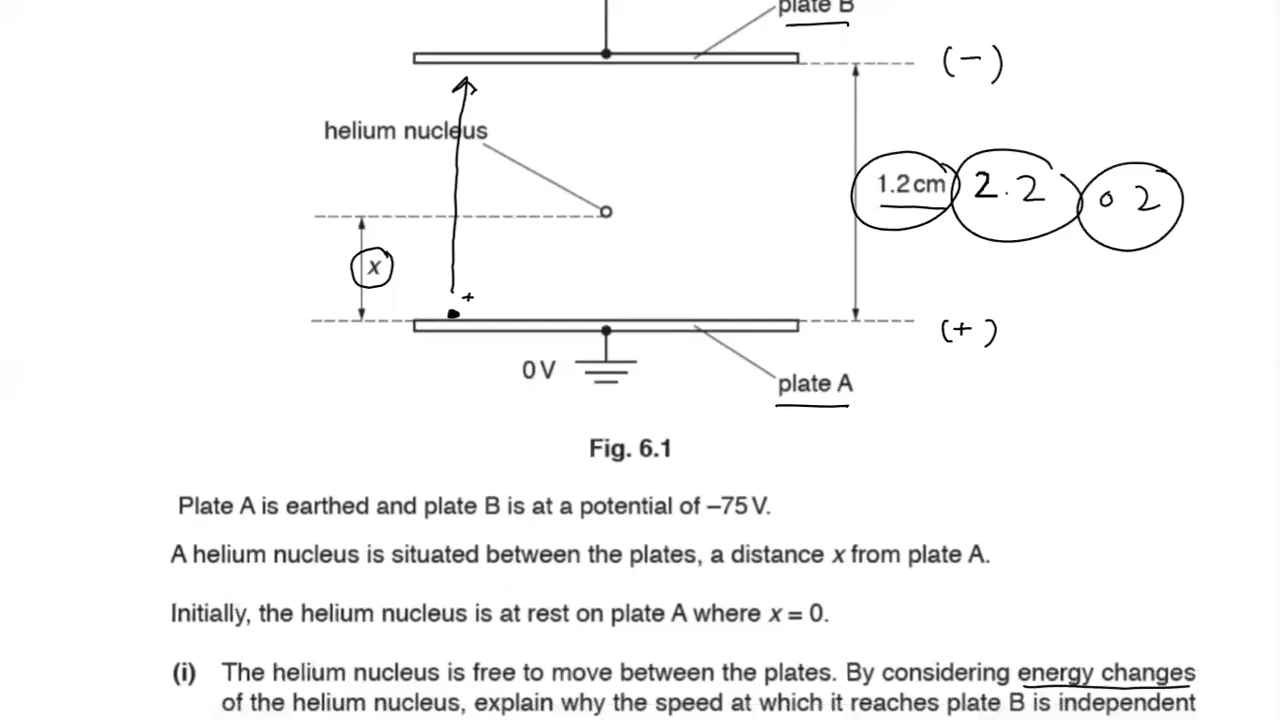 plate B
(−)
helium nucleus
1.2 cm 2.2 0 2
x
+
(+)
0 V
plate A
Fig. 6.1
Plate A is earthed and plate B is at a potential of –75 V.
A helium nucleus is situated between the plates, a distance x from plate A.
Initially, the helium nucleus is at rest on plate A where x = 0.
(i) The helium nucleus is free to move between the plates. By considering energy changes
of the helium nucleus, explain why the speed at which it reaches plate B is independent